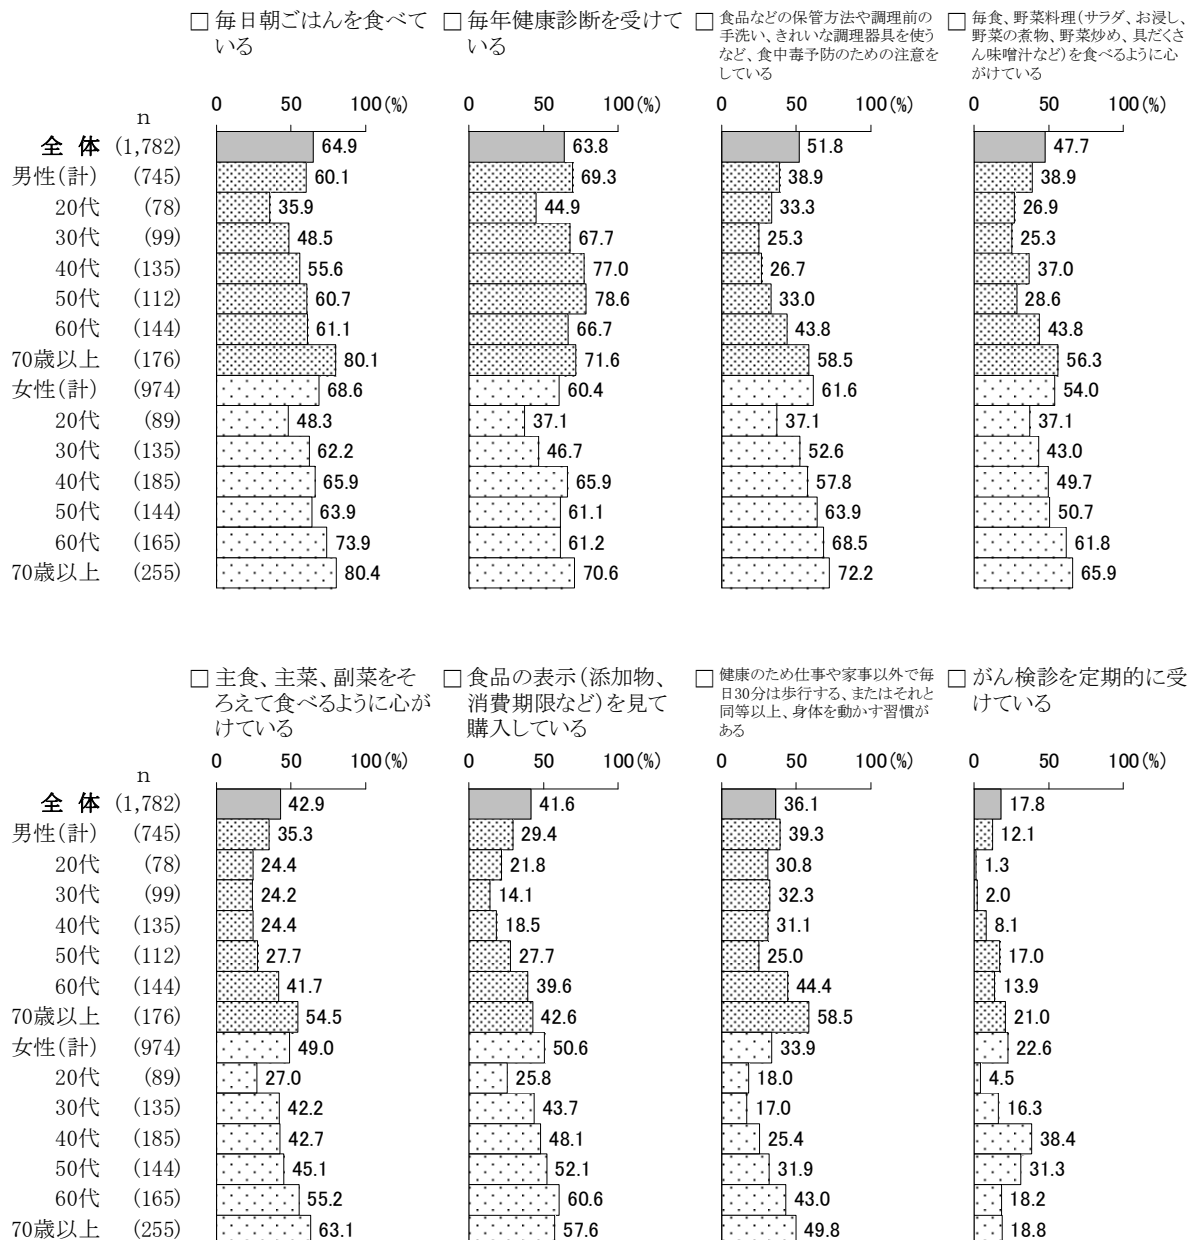 □ 毎日朝ごはんを食べて
いる
□ 毎年健康診断を受けて
いる
□ 食品などの保管方法や調理前の
手洗い、きれいな調理器具を使う
など、食中毒予防のための注意を
している
□ 毎食、野菜料理(サラダ、お浸し、
野菜の煮物、野菜炒め、具だくさ
ん味噌汁など)を食べるように心
がけている
0 50 100(%) 0 50 100(%) 0 50 100(%) 0 50 100(%)
n
全 体 (1,782) 64.9 63.8 51.8 47.7
男性(計) (745) 60.1 69.3 38.9 38.9
20代 (78) 35.9 44.9 33.3 26.9
30代 (99) 48.5 67.7 25.3 25.3
40代 (135) 55.6 77.0 26.7 37.0
50代 (112) 60.7 78.6 33.0 28.6
60代 (144) 61.1 66.7 43.8 43.8
70歳以上 (176) 80.1 71.6 58.5 56.3
女性(計) (974) 68.6 60.4 61.6 54.0
20代 (89) 48.3 37.1 37.1 37.1
30代 (135) 62.2 46.7 52.6 43.0
40代 (185) 65.9 65.9 57.8 49.7
50代 (144) 63.9 61.1 63.9 50.7
60代 (165) 73.9 61.2 68.5 61.8
70歳以上 (255) 80.4 70.6 72.2 65.9
□ 主食、主菜、副菜をそ
ろえて食べるように心が
けている
□ 食品の表示(添加物、
消費期限など)を見て
購入している
□ 健康のため仕事や家事以外で毎
日30分は歩行する、またはそれと
同等以上、身体を動かす習慣が
ある
□ がん検診を定期的に受
けている
0 50 100(%) 0 50 100(%) 0 50 100(%) 0 50 100(%)
n
全 体 (1,782) 42.9 41.6 36.1 17.8
男性(計) (745) 35.3 29.4 39.3 12.1
20代 (78) 24.4 21.8 30.8 1.3
30代 (99) 24.2 14.1 32.3 2.0
40代 (135) 24.4 18.5 31.1 8.1
50代 (112) 27.7 27.7 25.0 17.0
60代 (144) 41.7 39.6 44.4 13.9
70歳以上 (176) 54.5 42.6 58.5 21.0
女性(計) (974) 49.0 50.6 33.9 22.6
20代 (89) 27.0 25.8 18.0 4.5
30代 (135) 42.2 43.7 17.0 16.3
40代 (185) 42.7 48.1 25.4 38.4
50代 (144) 45.1 52.1 31.9 31.3
60代 (165) 55.2 60.6 43.0 18.2
70歳以上 (255) 63.1 57.6 49.8 18.8